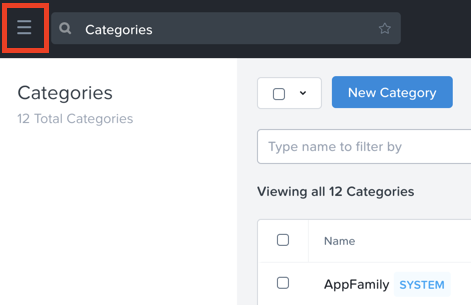 Categories
Categories
12 Total Categories
New Category
Type name to filter by
Viewing all 12 Categories
Name
AppFamily SYSTEM